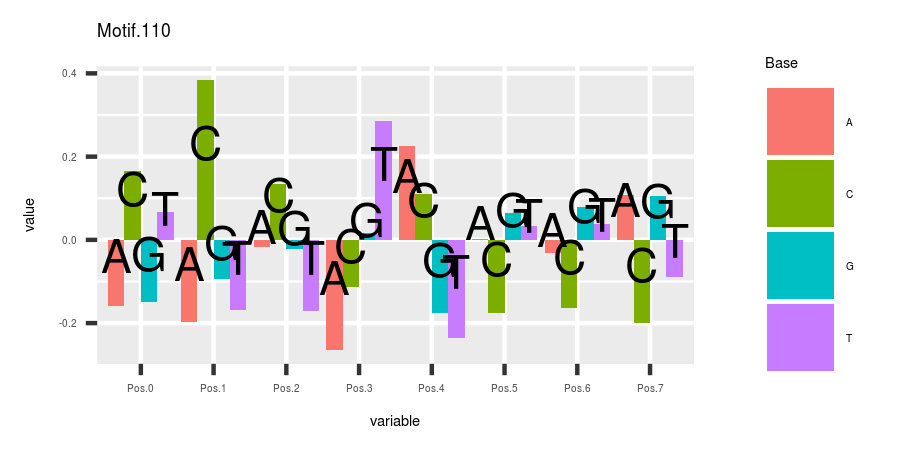 Motif.110
Base
0.4
0.2
0.0
-0.2
value
A C G T A C G T A C G T A C G T A C G T A C G T A C G T A C G T
Pos.0 Pos.1 Pos.2 Pos.3 Pos.4 Pos.5 Pos.6 Pos.7
variable
A
C
G
T